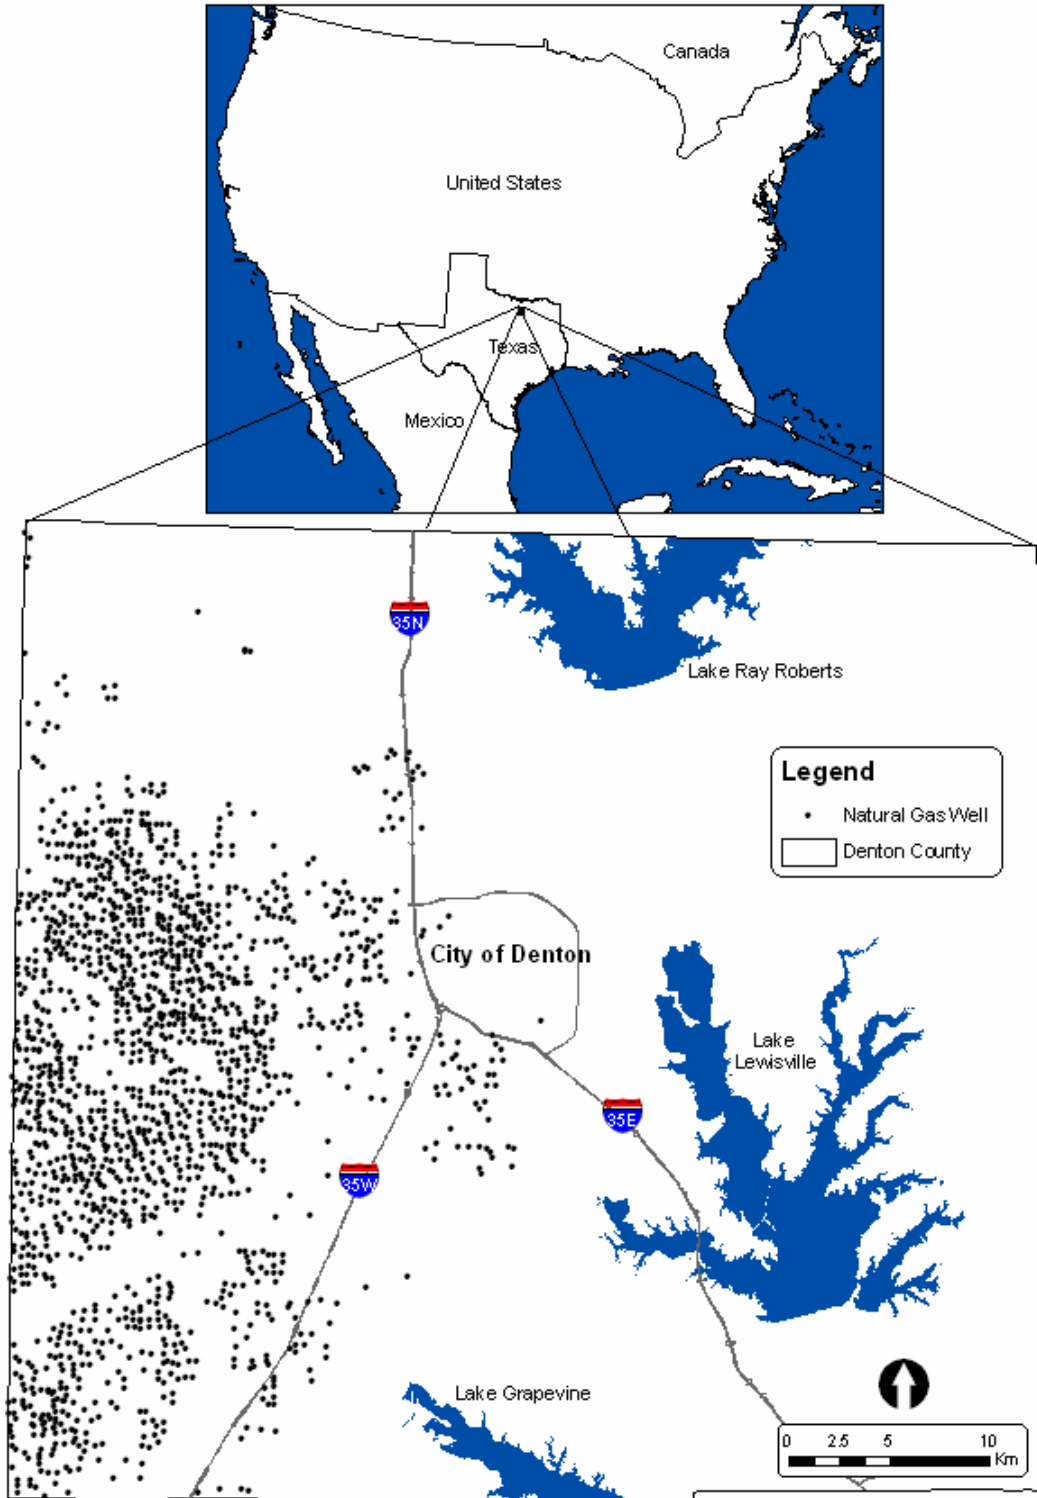 Canada
United States
Texas
Mexico
35N
Lake Ray Roberts
Legend
Natural Gas Well
Denton County
City of Denton
Lake
Lewisville
35E
35W
Lake Grapevine
0 2.5 5 10
Km